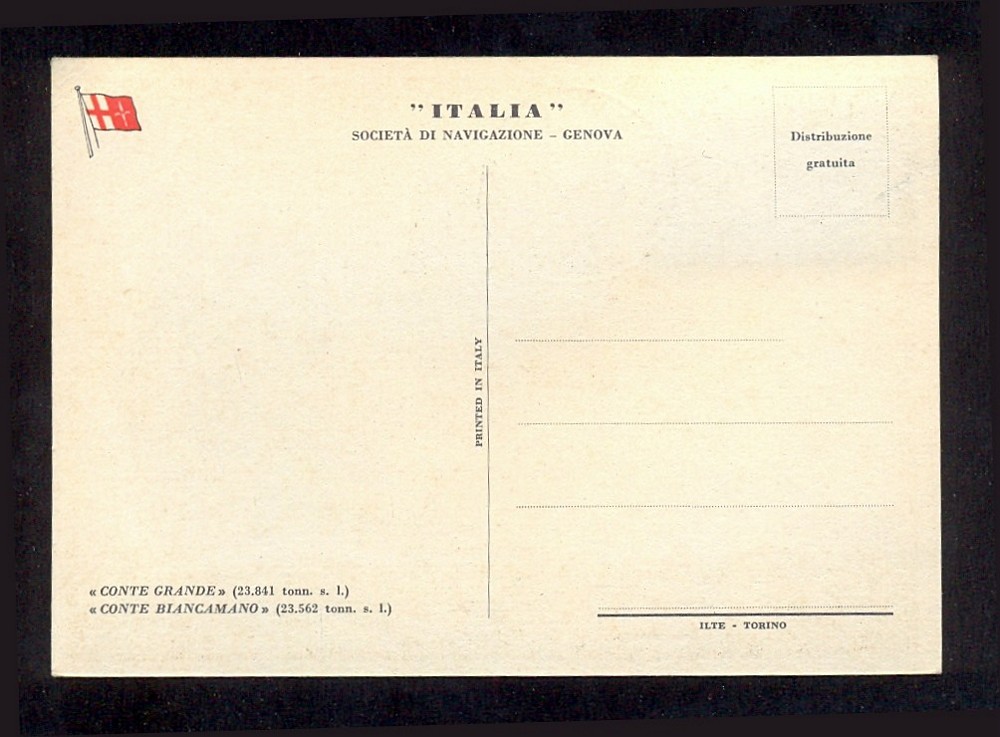 "ITALIA"
SOCIETÀ DI NAVIGAZIONE – GENOVA
Distribuzione
gratuita
PRINTED IN ITALY
« CONTE GRANDE » (23.841 tonn. s. l.)
« CONTE BIANCAMANO » (23.562 tonn. s. l.)
ILTE - TORINO